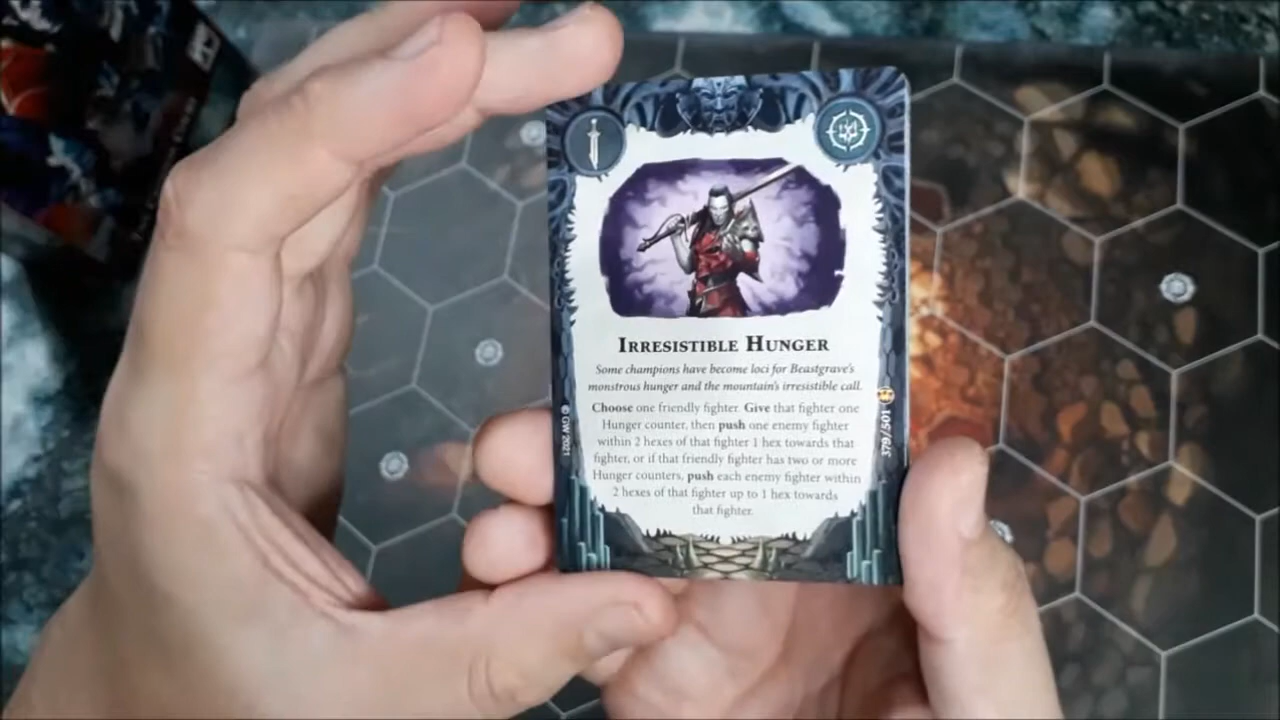 IRRESISTIBLE HUNGER
Some champions have become loci for Beastgrave's
monstrous hunger and the mountain's irresistible call.
Choose one friendly fighter. Give that fighter one
Hunger counter, then push one enemy fighter
within 2 hexes of that fighter 1 hex towards that
fighter, or if that friendly fighter has two or more
Hunger counters, push each enemy fighter within
2 hexes of that fighter up to 1 hex towards
that fighter.
© GW 2021
379/501